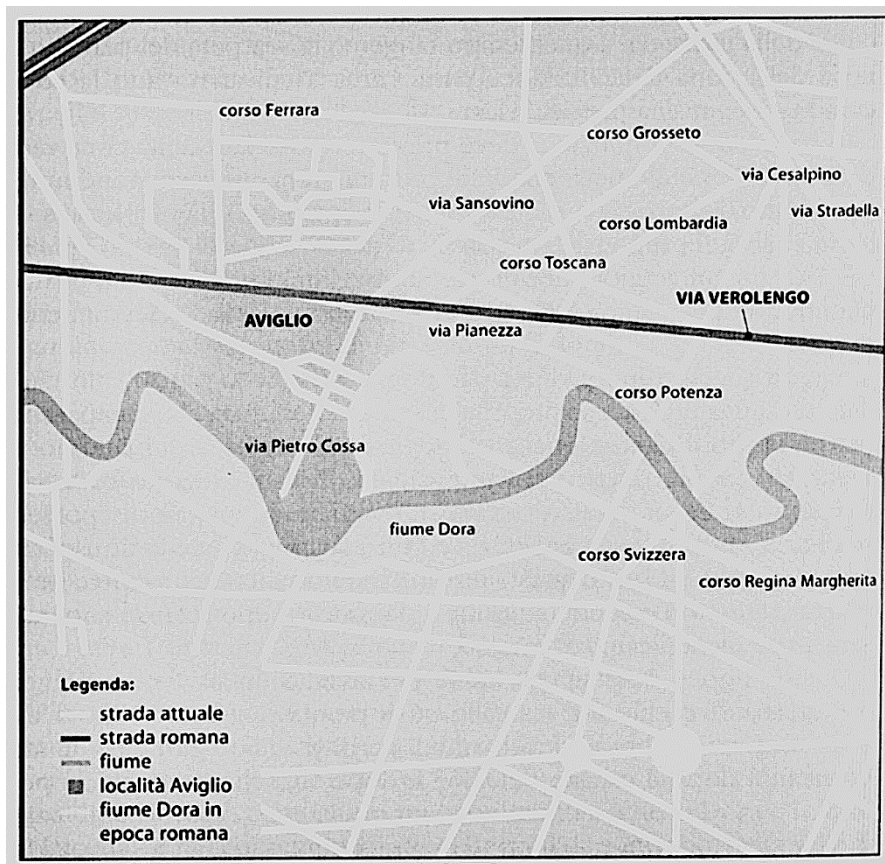 corso Ferrara
corso Grosseto
via Cesalpino
via Sansovino
via Stradella
corso Lombardia
corso Toscana
VIA VEROLENGO
AVIGLIO
via Pianezza
corso Potenza
via Pietro Cossa
fiume Dora
corso Svizzera
corso Regina Margherita
Legenda:
strada attuale
strada romana
fiume
località Aviglio
fiume Dora in
epoca romana